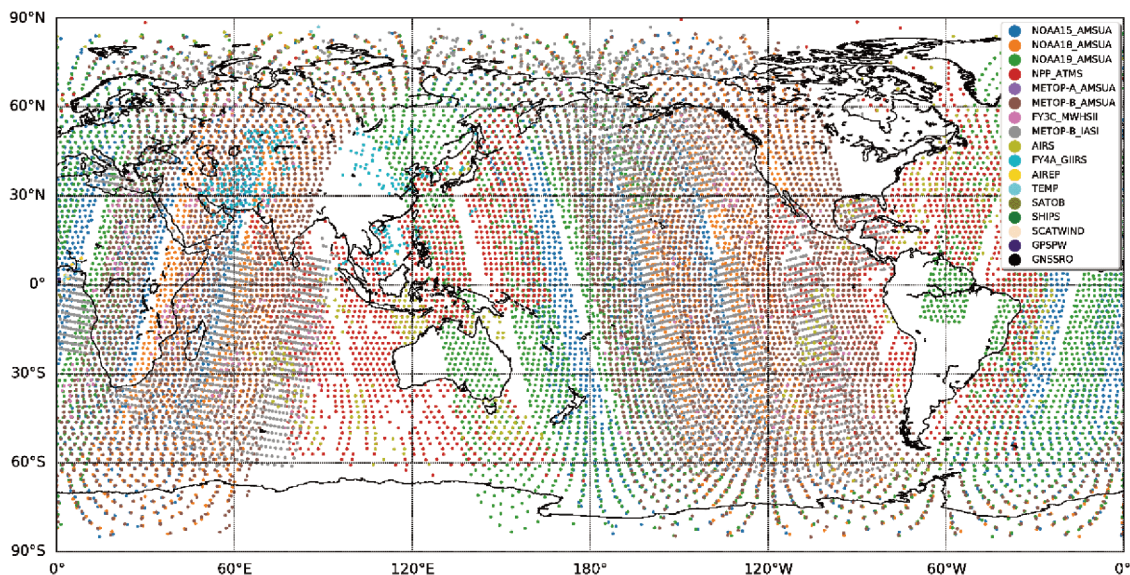 90°N
60°N
30°N
0°
30°S
60°S
90°S
0° 60°E 120°E 180° 120°W 60°W 0°
NOAA15_AMSUA
NOAA18_AMSUA
NOAA19_AMSUA
NPP_ATMS
METOP-A_AMSUA
METOP-B_AMSUA
FY3C_MWHSII
METOP-B_IASI
AIRS
FY4A_GIIRS
AIREP
TEMP
SATOB
SHIPS
SCATWIND
GPSPW
GNSSRO